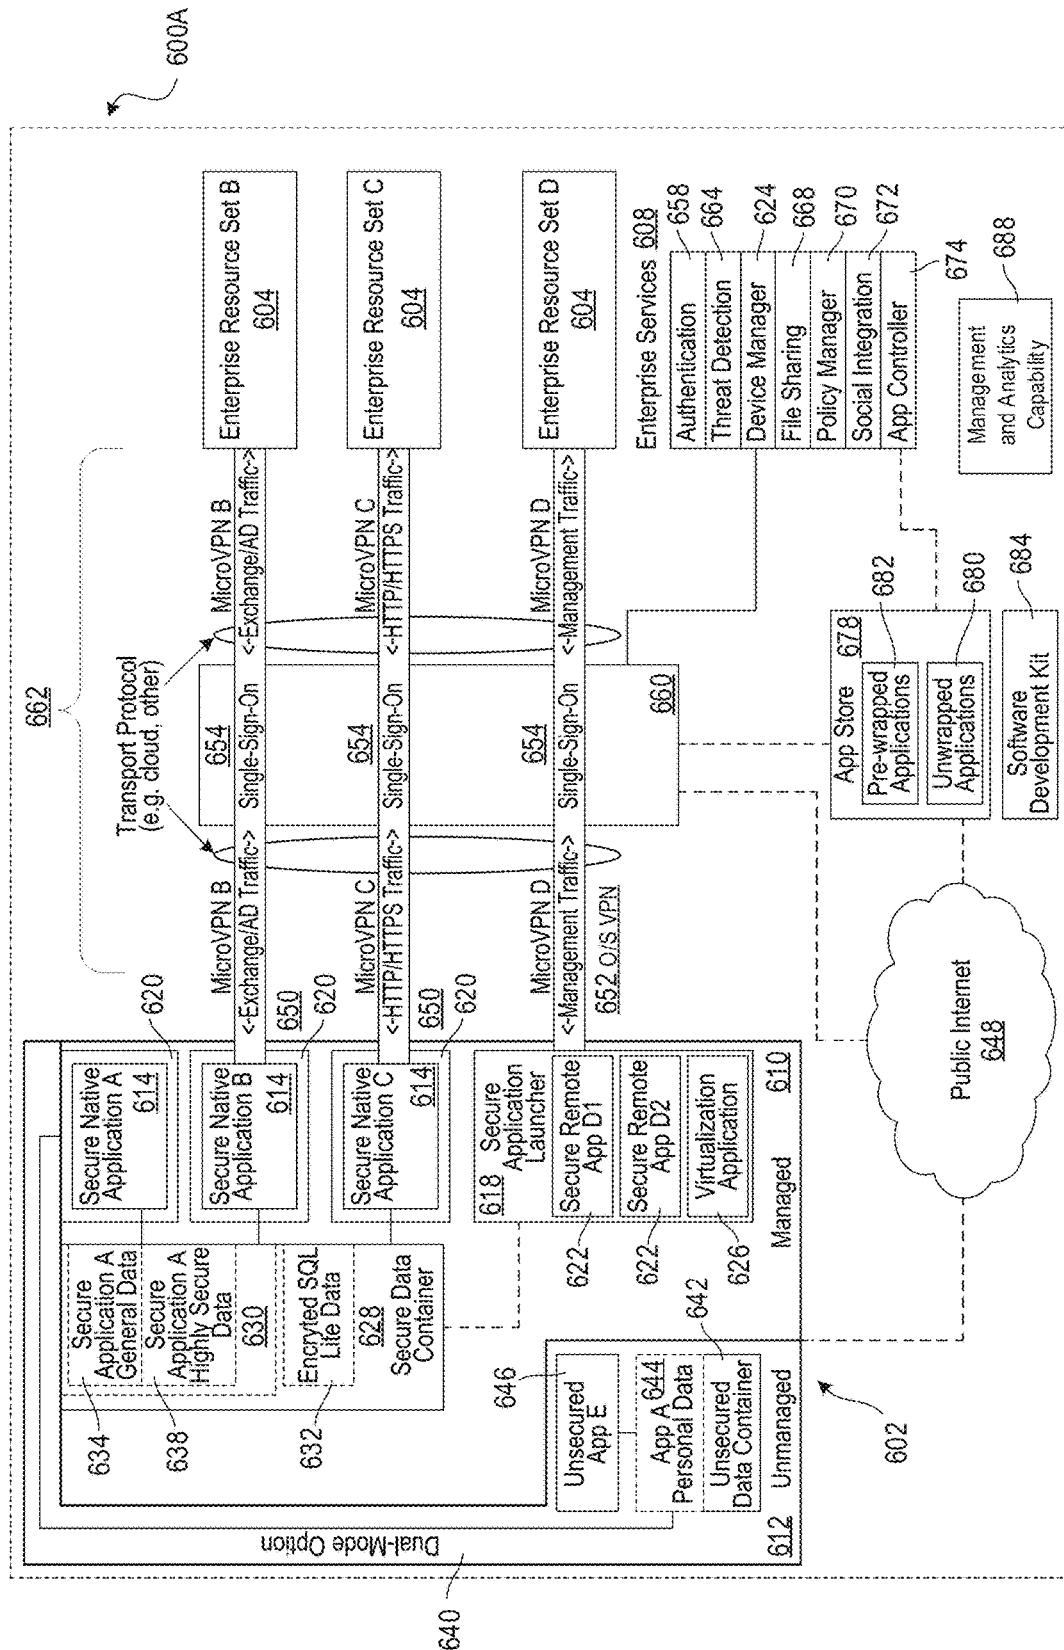 600A
662
Transport Protocol
(e.g. cloud, other)
Secure Native
Application A
614
620
Secure Native
Application B
614
650
620
Secure Native
Application C
614
650
620
618
Secure
Application
Launcher
Secure Remote
App D1
622
Secure Remote
App D2
622
Virtualization
Application
626
Managed
610
Secure
Application A
General Data
634
Secure
Application A
Highly Secure
Data
638
630
Encryted SQL
Life Data
632
628
Secure Data
Container
Dual-Mode Option
640
Unsecured
App E
646
App A
Personal Data
644
Unsecured
Data Container
642
612
Unmanaged
602
MicroVPN B
<-Exchange/AD Traffic->
654
Single-Sign-On
MicroVPN B
<-Exchange/AD Traffic->
Enterprise Resource Set B
604
MicroVPN C
<-HTTP/HTTPS Traffic->
654
Single-Sign-On
MicroVPN C
<-HTTP/HTTPS Traffic->
Enterprise Resource Set C
604
MicroVPN D
<-Management Traffic->
652 O/S VPN
654
Single-Sign-On
MicroVPN D
<-Management Traffic->
Enterprise Resource Set D
604
660
Enterprise Services 608
Authentication
658
Threat Detection
664
Device Manager
624
File Sharing
668
Policy Manager
670
Social Integration
672
App Controller
674
Public Internet
648
App Store
678
Pre-wrapped
Applications
682
Unwrapped
Applications
680
Software
Development Kit
684
Management
and Analytics
Capability
688